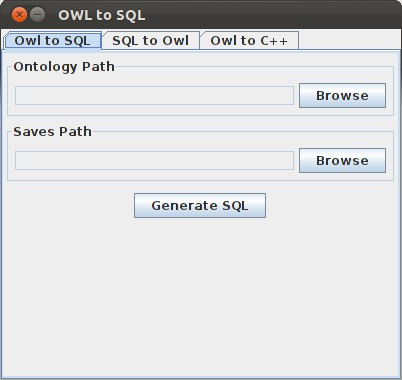 OWL to SQL
Owl to SQL SQL to Owl Owl to C++
Ontology Path
Browse
Saves Path
Browse
Generate SQL